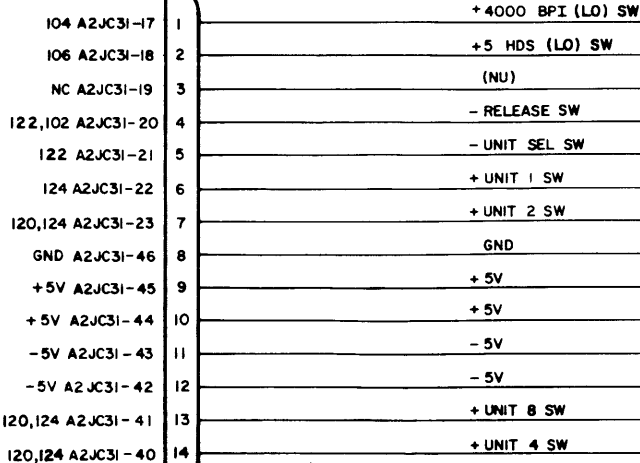 104 A2JC31-17 1 +4000 BPI (LO) SW
106 A2JC31-18 2 +5 HDS (LO) SW
NC A2JC31-19 3 (NU)
122,102 A2JC31-20 4 - RELEASE SW
122 A2JC31-21 5 - UNIT SEL SW
124 A2JC31-22 6 + UNIT 1 SW
120,124 A2JC31-23 7 + UNIT 2 SW
GND A2JC31-46 8 GND
+5V A2JC31-45 9 +5V
+5V A2JC31-44 10 +5V
-5V A2JC31-43 11 -5V
-5V A2JC31-42 12 -5V
120,124 A2JC31-41 13 + UNIT 8 SW
120,124 A2JC31-40 14 + UNIT 4 SW